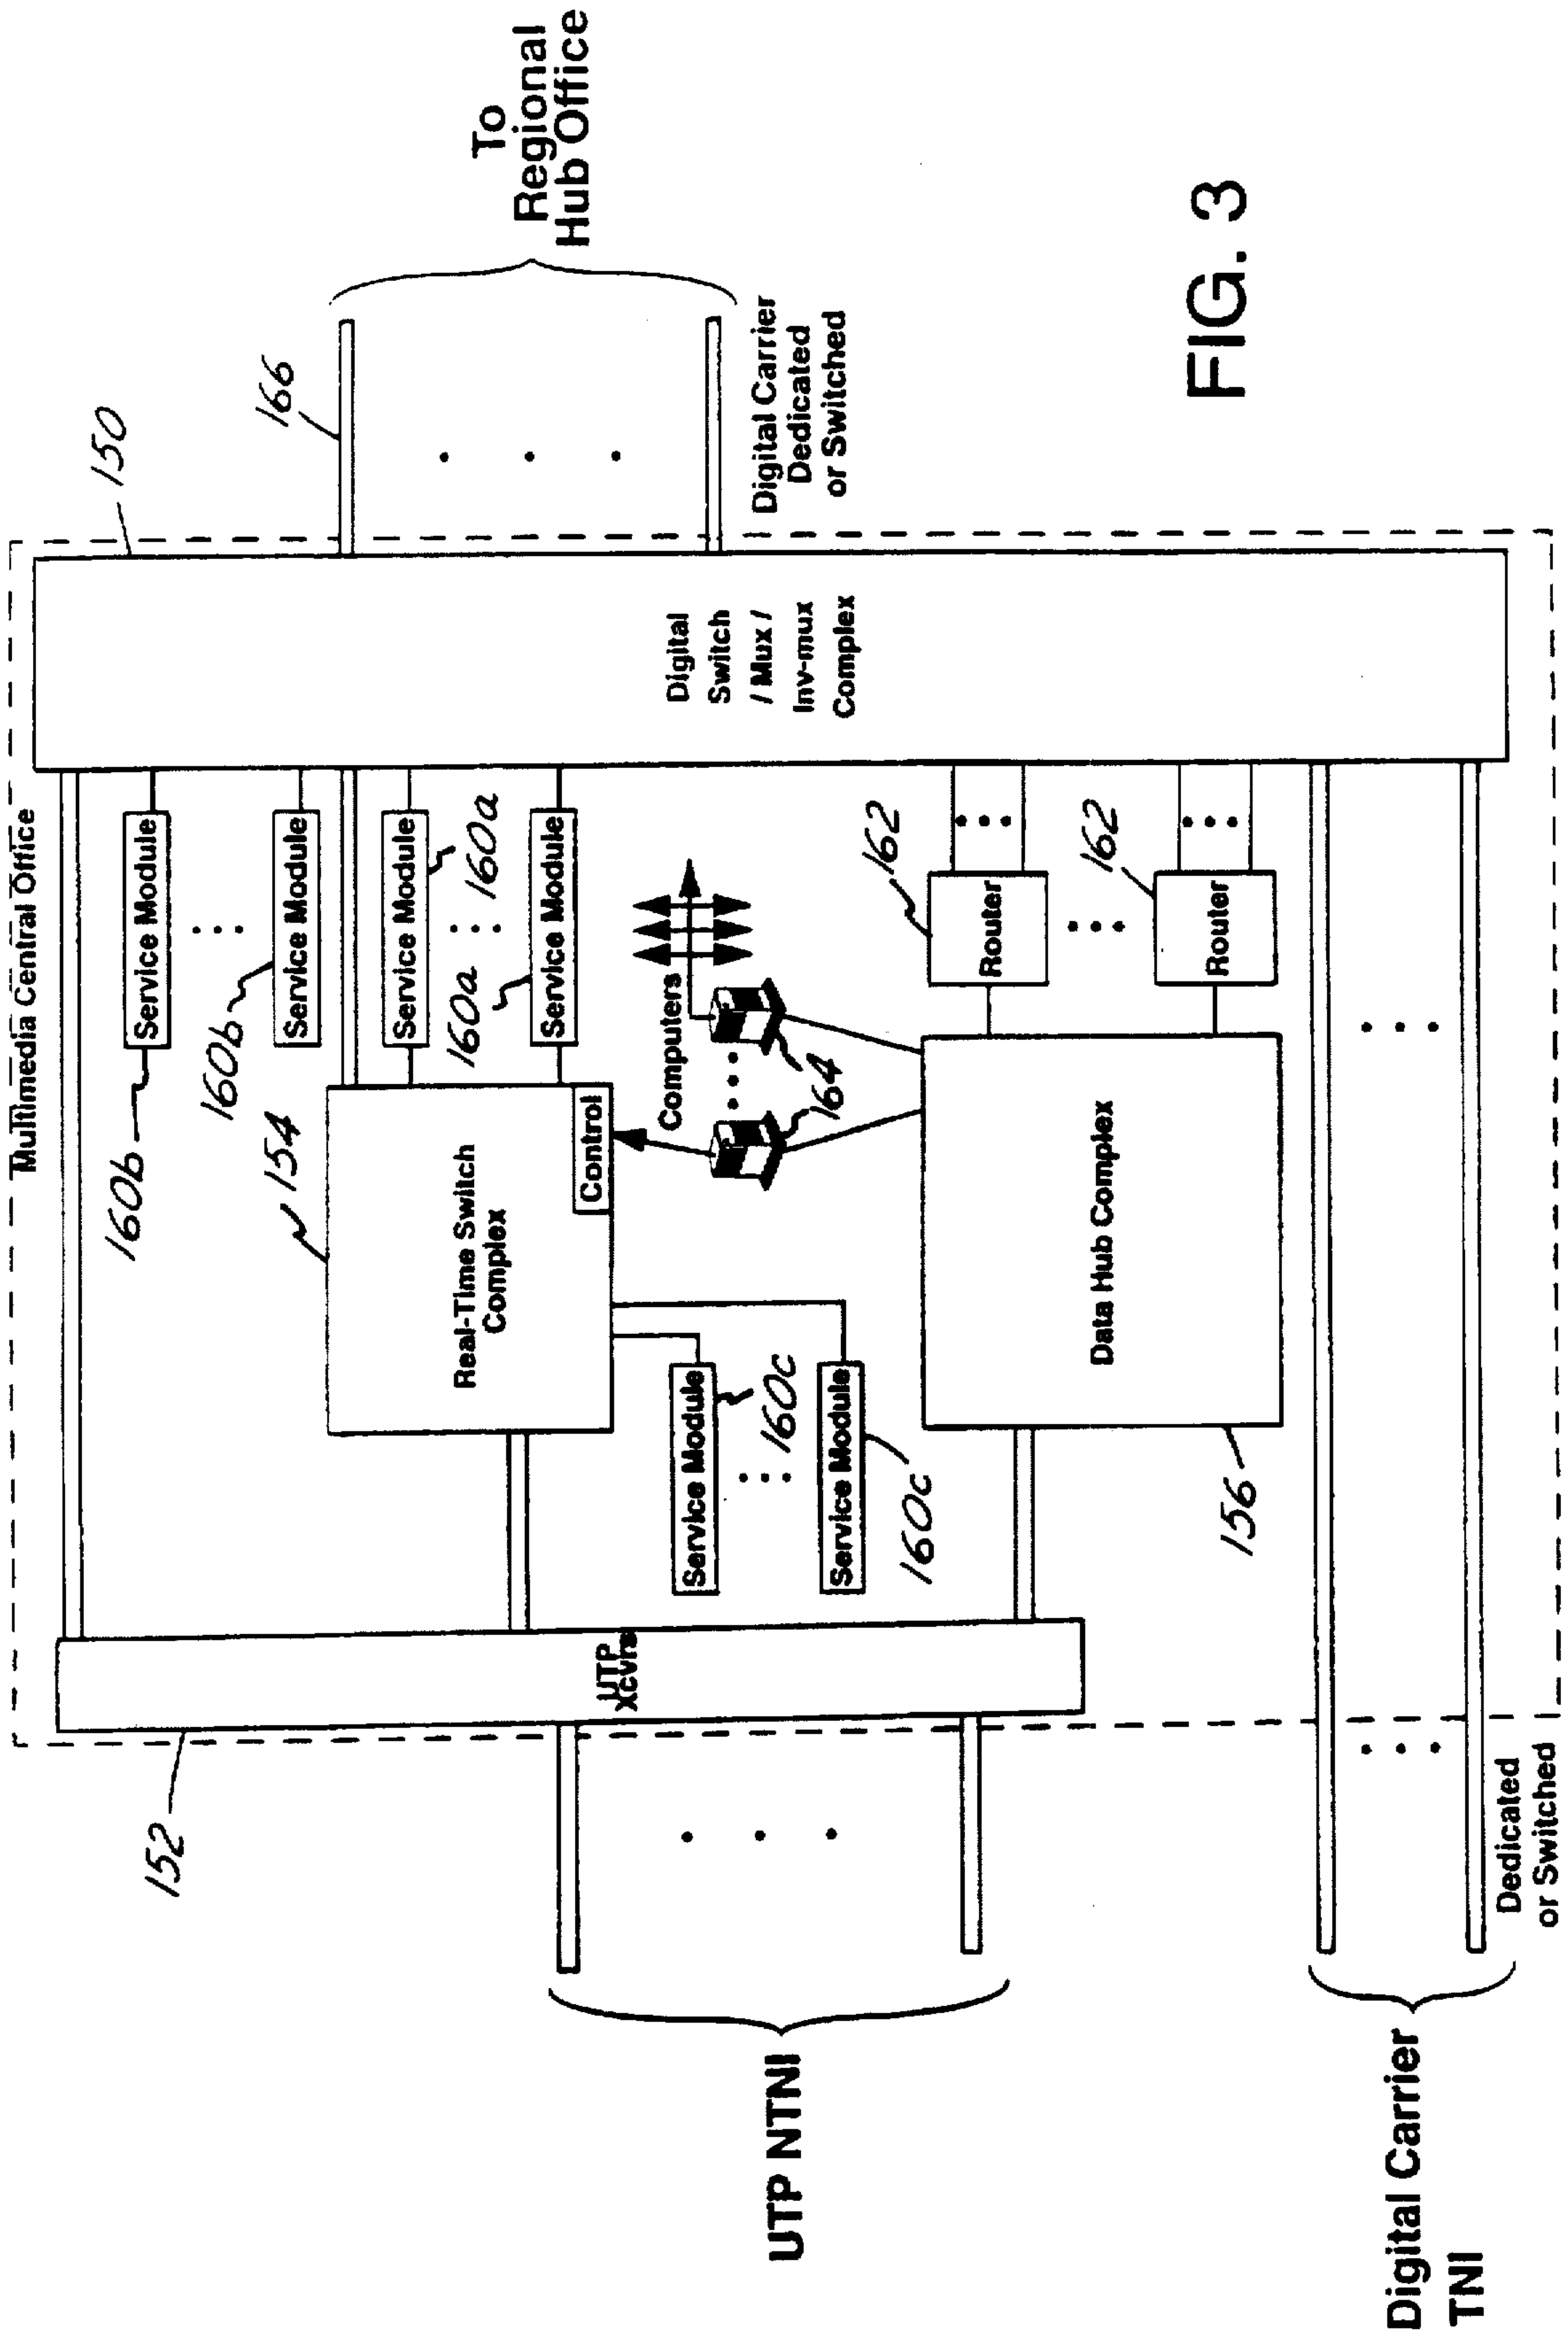 Multimedia Central Office
150
152
154
156
160b
160b
160a
160a
160c
160c
162
162
164
166
Service Module
Service Module
Service Module
Service Module
Service Module
Service Module
Real-Time Switch
Complex
Control
Computers
UTP
Xcvrs
Data Hub Complex
Router
Router
Digital
Switch
/ Mux /
Inv-mux
Complex
To
Regional
Hub Office
Digital Carrier
Dedicated
or Switched
UTP NTNI
Digital Carrier
TNI
Dedicated
or Switched
FIG. 3